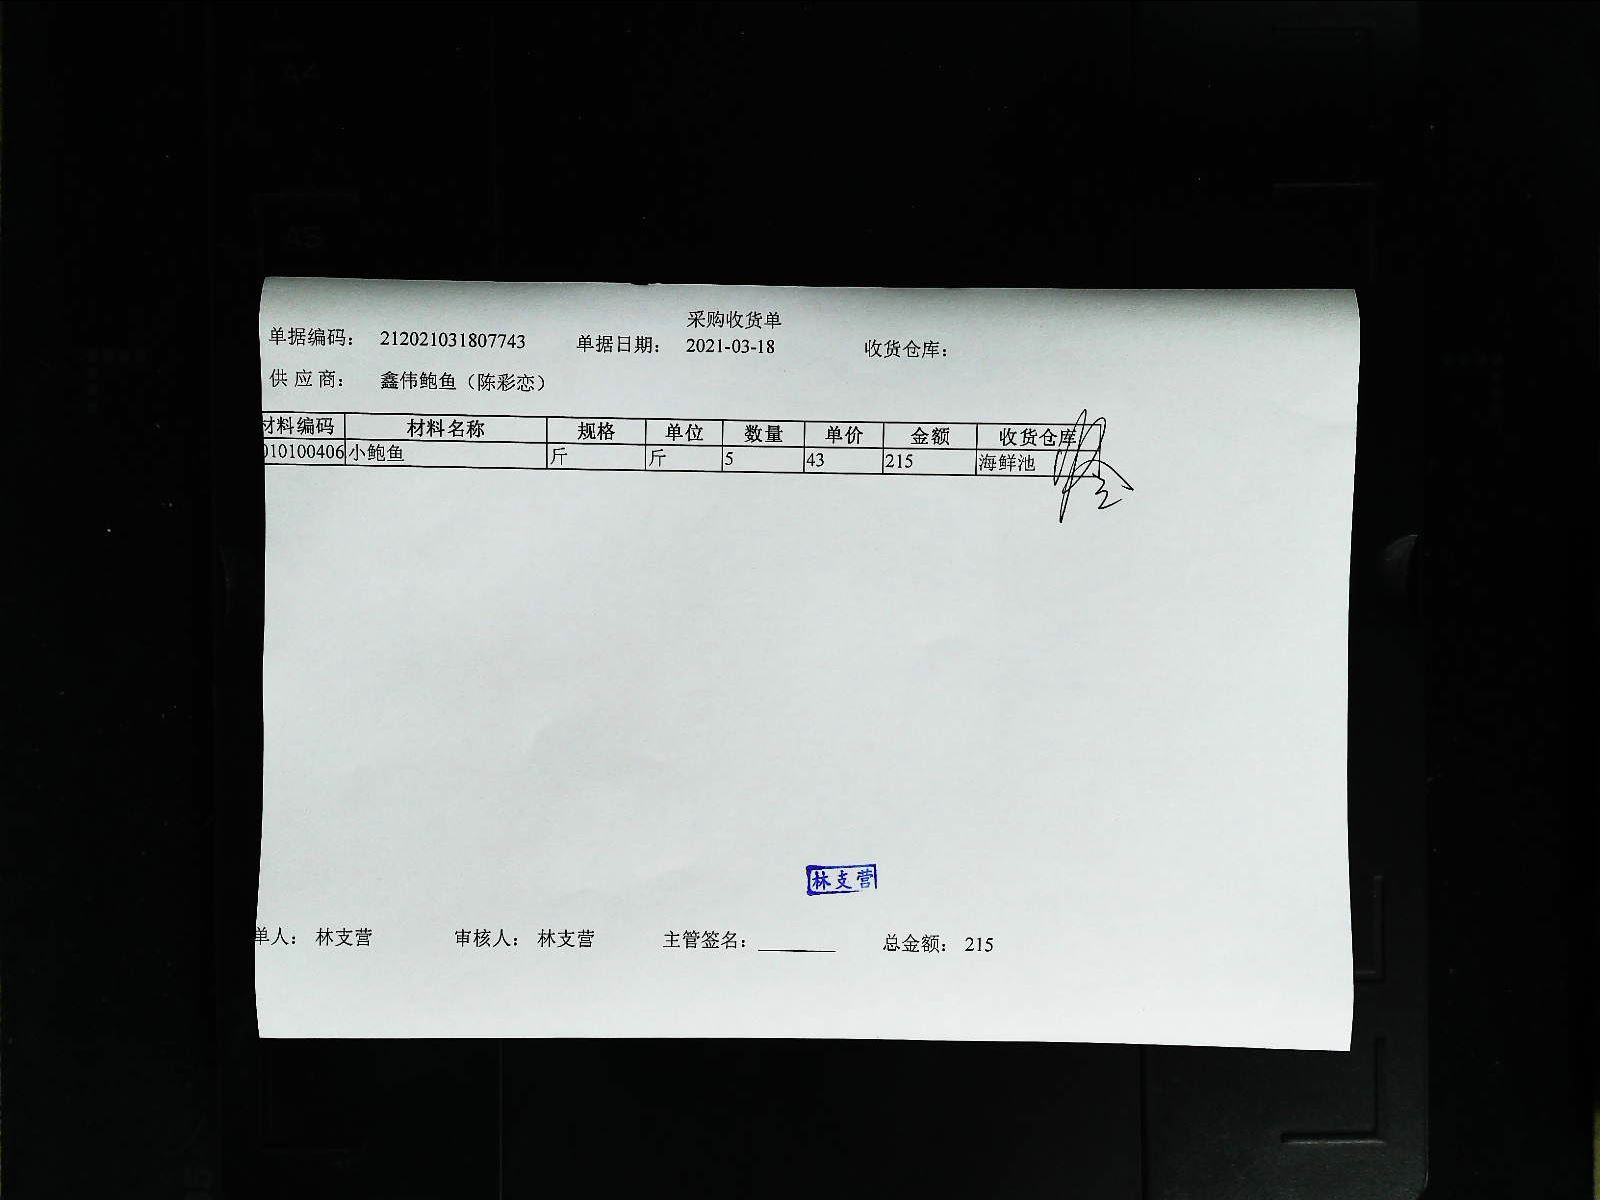 采购收货单
单据编码： 212021031807743 单据日期： 2021-03-18 收货仓库：
供应商： 鑫伟鲍鱼（陈彩恋）
材料编码 材料名称 规格 单位 数量 单价 金额 收货仓库
010100406 小鲍鱼 斤 斤 5 43 215 海鲜池
林支营
单人： 林支营 审核人： 林支营 主管签名： 总金额： 215